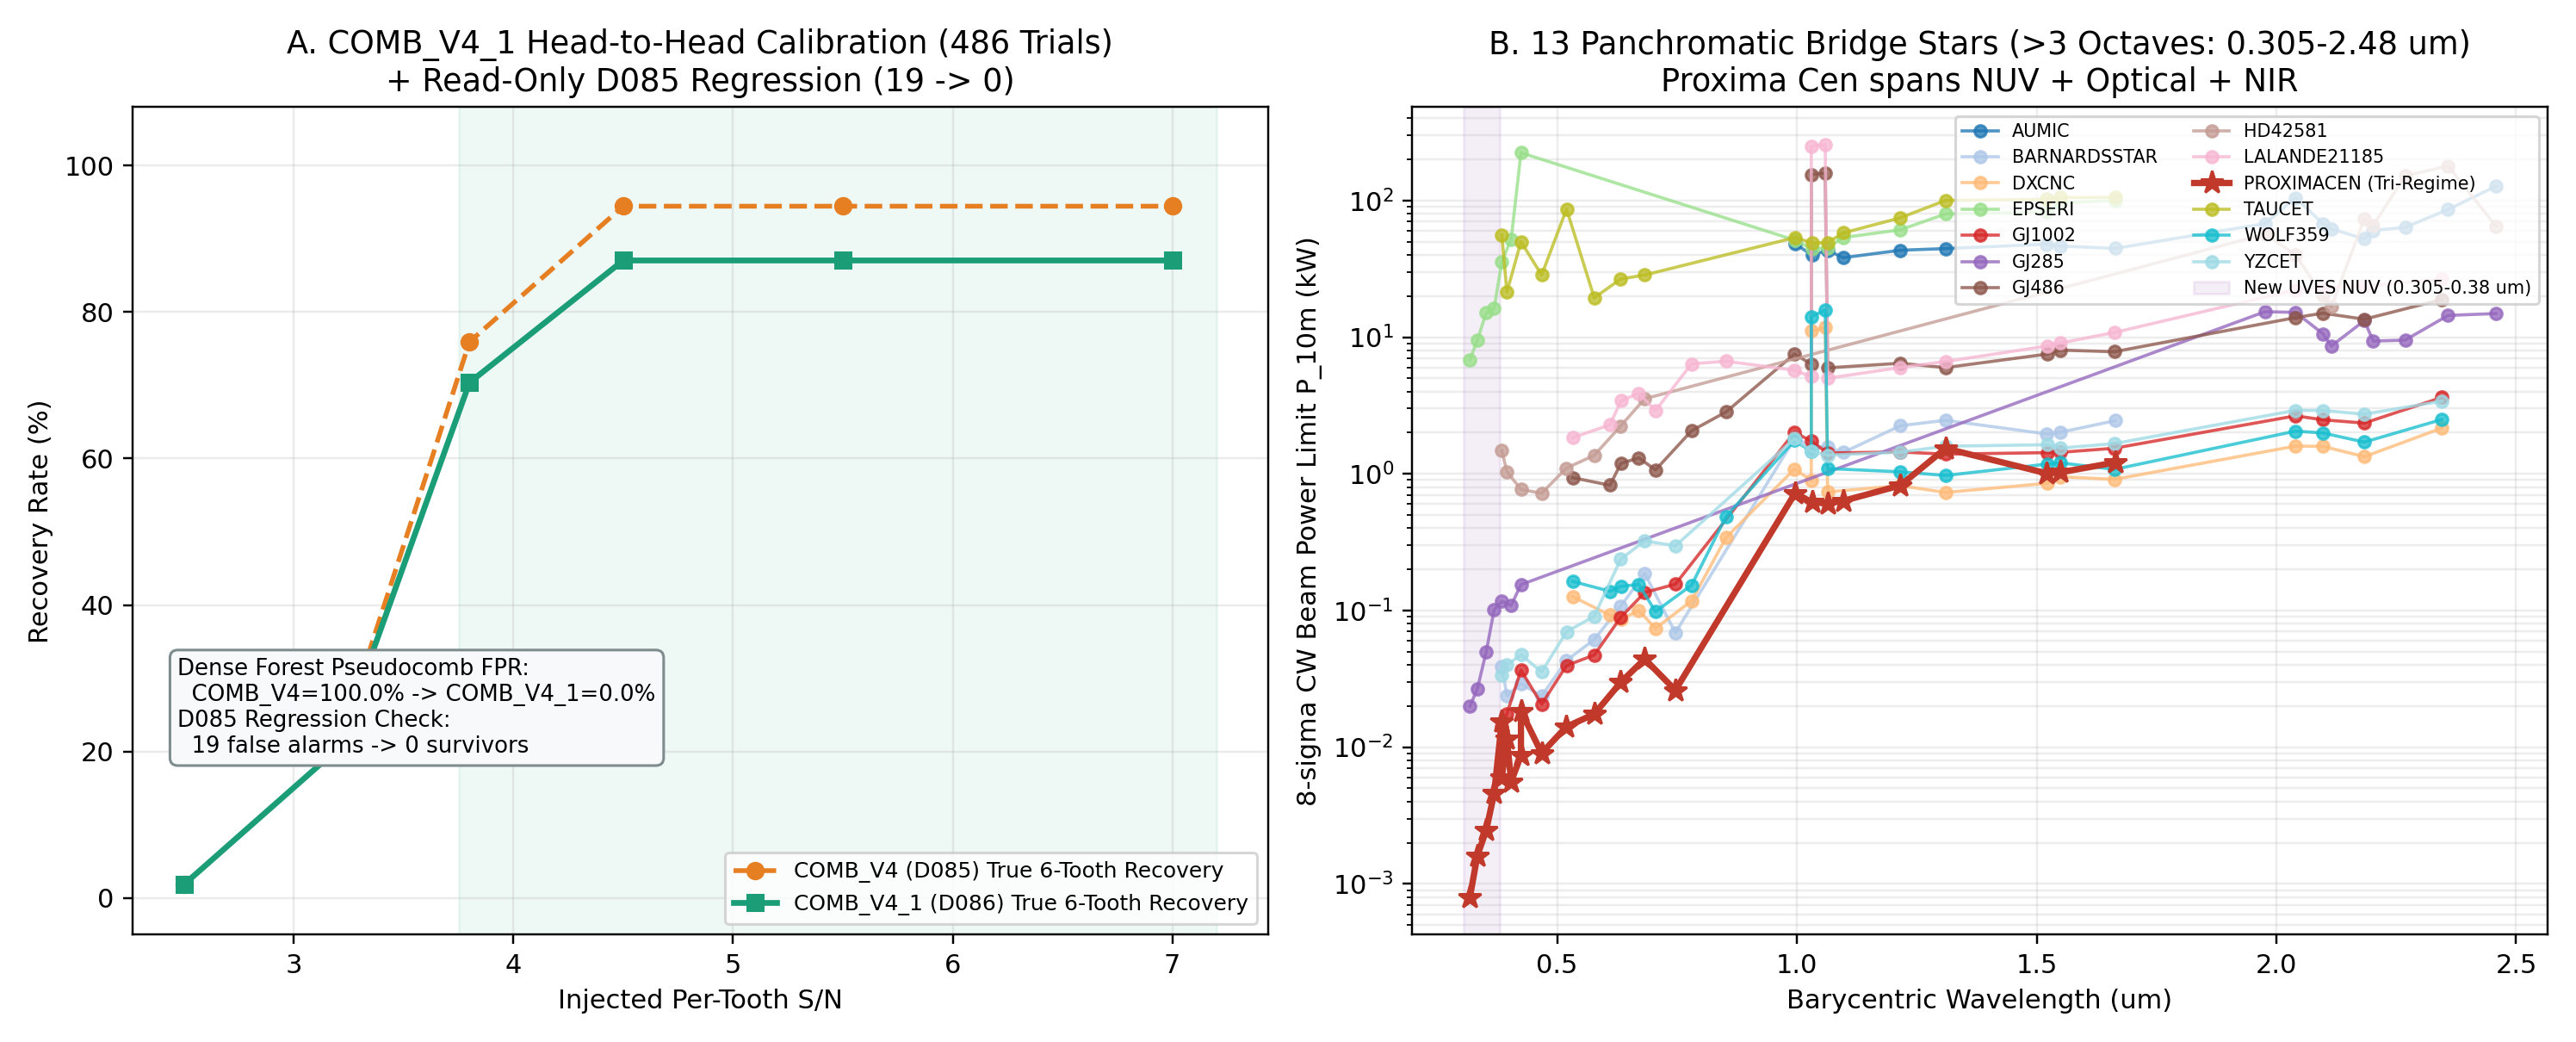 A. COMB_V4_1 Head-to-Head Calibration (486 Trials)
+ Read-Only D085 Regression (19 -> 0)
Recovery Rate (%)
100
80
60
40
20
0
Dense Forest Pseudocomb FPR:
COMB_V4=100.0% -> COMB_V4_1=0.0%
D085 Regression Check:
19 false alarms -> 0 survivors
COMB_V4 (D085) True 6-Tooth Recovery
COMB_V4_1 (D086) True 6-Tooth Recovery
3 4 5 6 7
Injected Per-Tooth S/N
B. 13 Panchromatic Bridge Stars (>3 Octaves: 0.305-2.48 um)
Proxima Cen spans NUV + Optical + NIR
8-sigma CW Beam Power Limit P_10m (kW)
10²
10¹
10⁰
10⁻¹
10⁻²
10⁻³
AUMIC
BARNARDSSTAR
DXCNC
EPSERI
GJ1002
GJ285
GJ486
HD42581
LALANDE21185
PROXIMACEN (Tri-Regime)
TAUCET
WOLF359
YZCET
New UVES NUV (0.305-0.38 um)
0.5 1.0 1.5 2.0 2.5
Barycentric Wavelength (um)